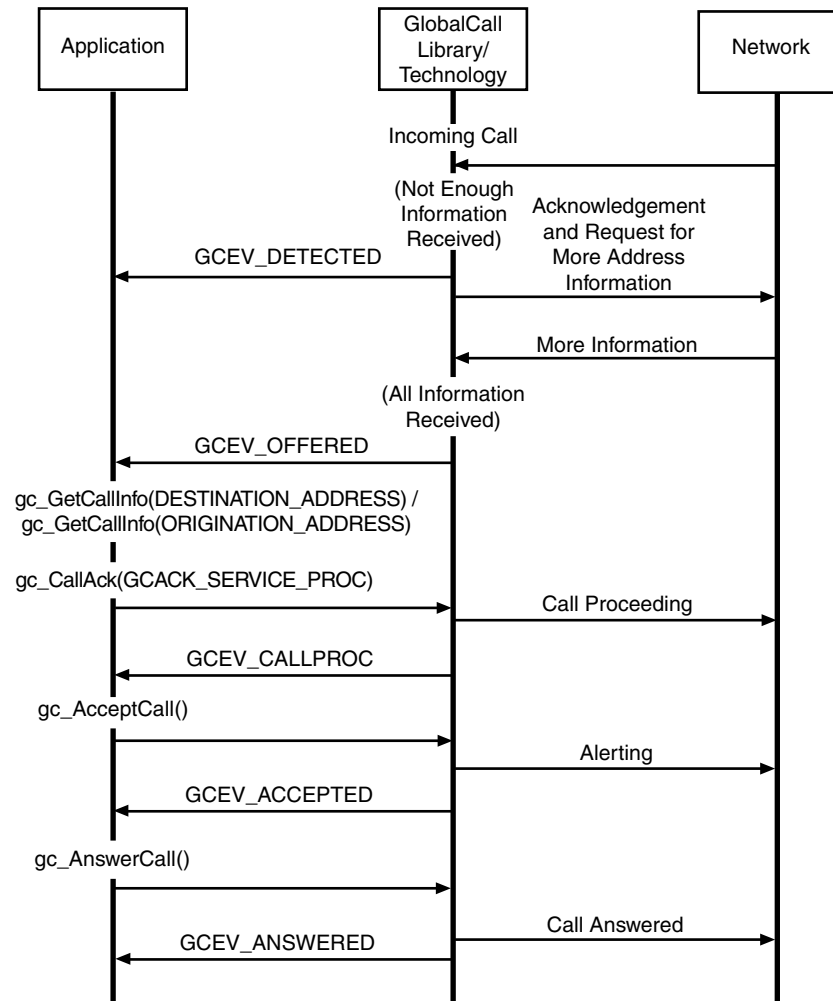 Application
GlobalCall
Library/
Technology
Network
Incoming Call
(Not Enough
Information
Received)
Acknowledgement
and Request for
More Address
Information
GCEV_DETECTED
More Information
(All Information
Received)
GCEV_OFFERED
gc_GetCallInfo(DESTINATION_ADDRESS) /
gc_GetCallInfo(ORIGINATION_ADDRESS)
gc_CallAck(GCACK_SERVICE_PROC)
Call Proceeding
GCEV_CALLPROC
gc_AcceptCall()
Alerting
GCEV_ACCEPTED
gc_AnswerCall()
Call Answered
GCEV_ANSWERED